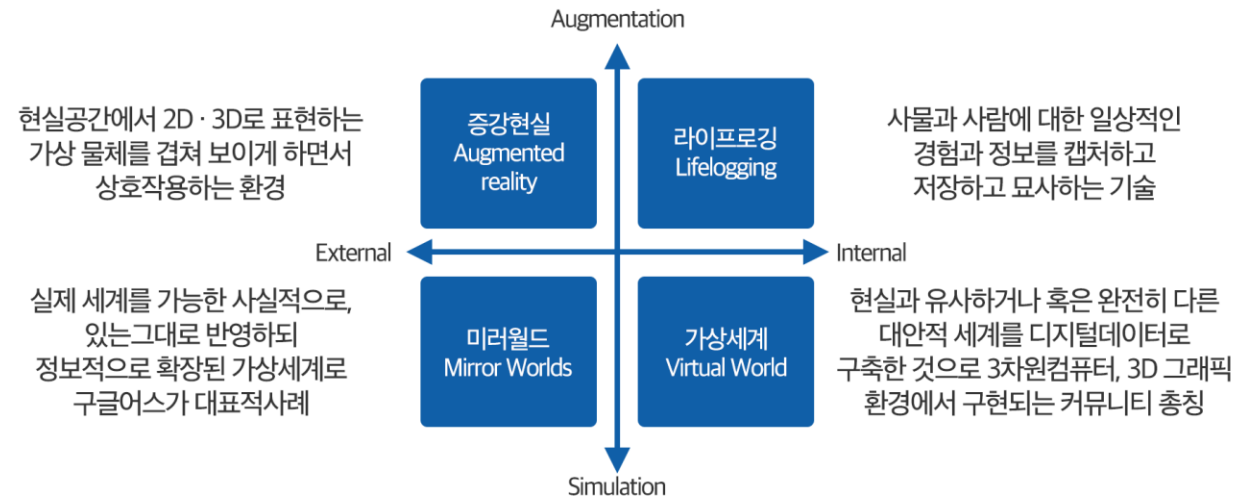 Augmentation
현실공간에서 2D · 3D로 표현하는
가상 물체를 겹쳐 보이게 하면서
상호작용하는 환경
증강현실
Augmented
reality
라이프로깅
Lifelogging
사물과 사람에 대한 일상적인
경험과 정보를 캡처하고
저장하고 묘사하는 기술
External
Internal
실제 세계를 가능한 사실적으로,
있는그대로 반영하되
정보적으로 확장된 가상세계로
구글어스가 대표적사례
미러월드
Mirror Worlds
가상세계
Virtual World
현실과 유사하거나 혹은 완전히 다른
대안적 세계를 디지털데이터로
구축한 것으로 3차원컴퓨터, 3D 그래픽
환경에서 구현되는 커뮤니티 총칭
Simulation